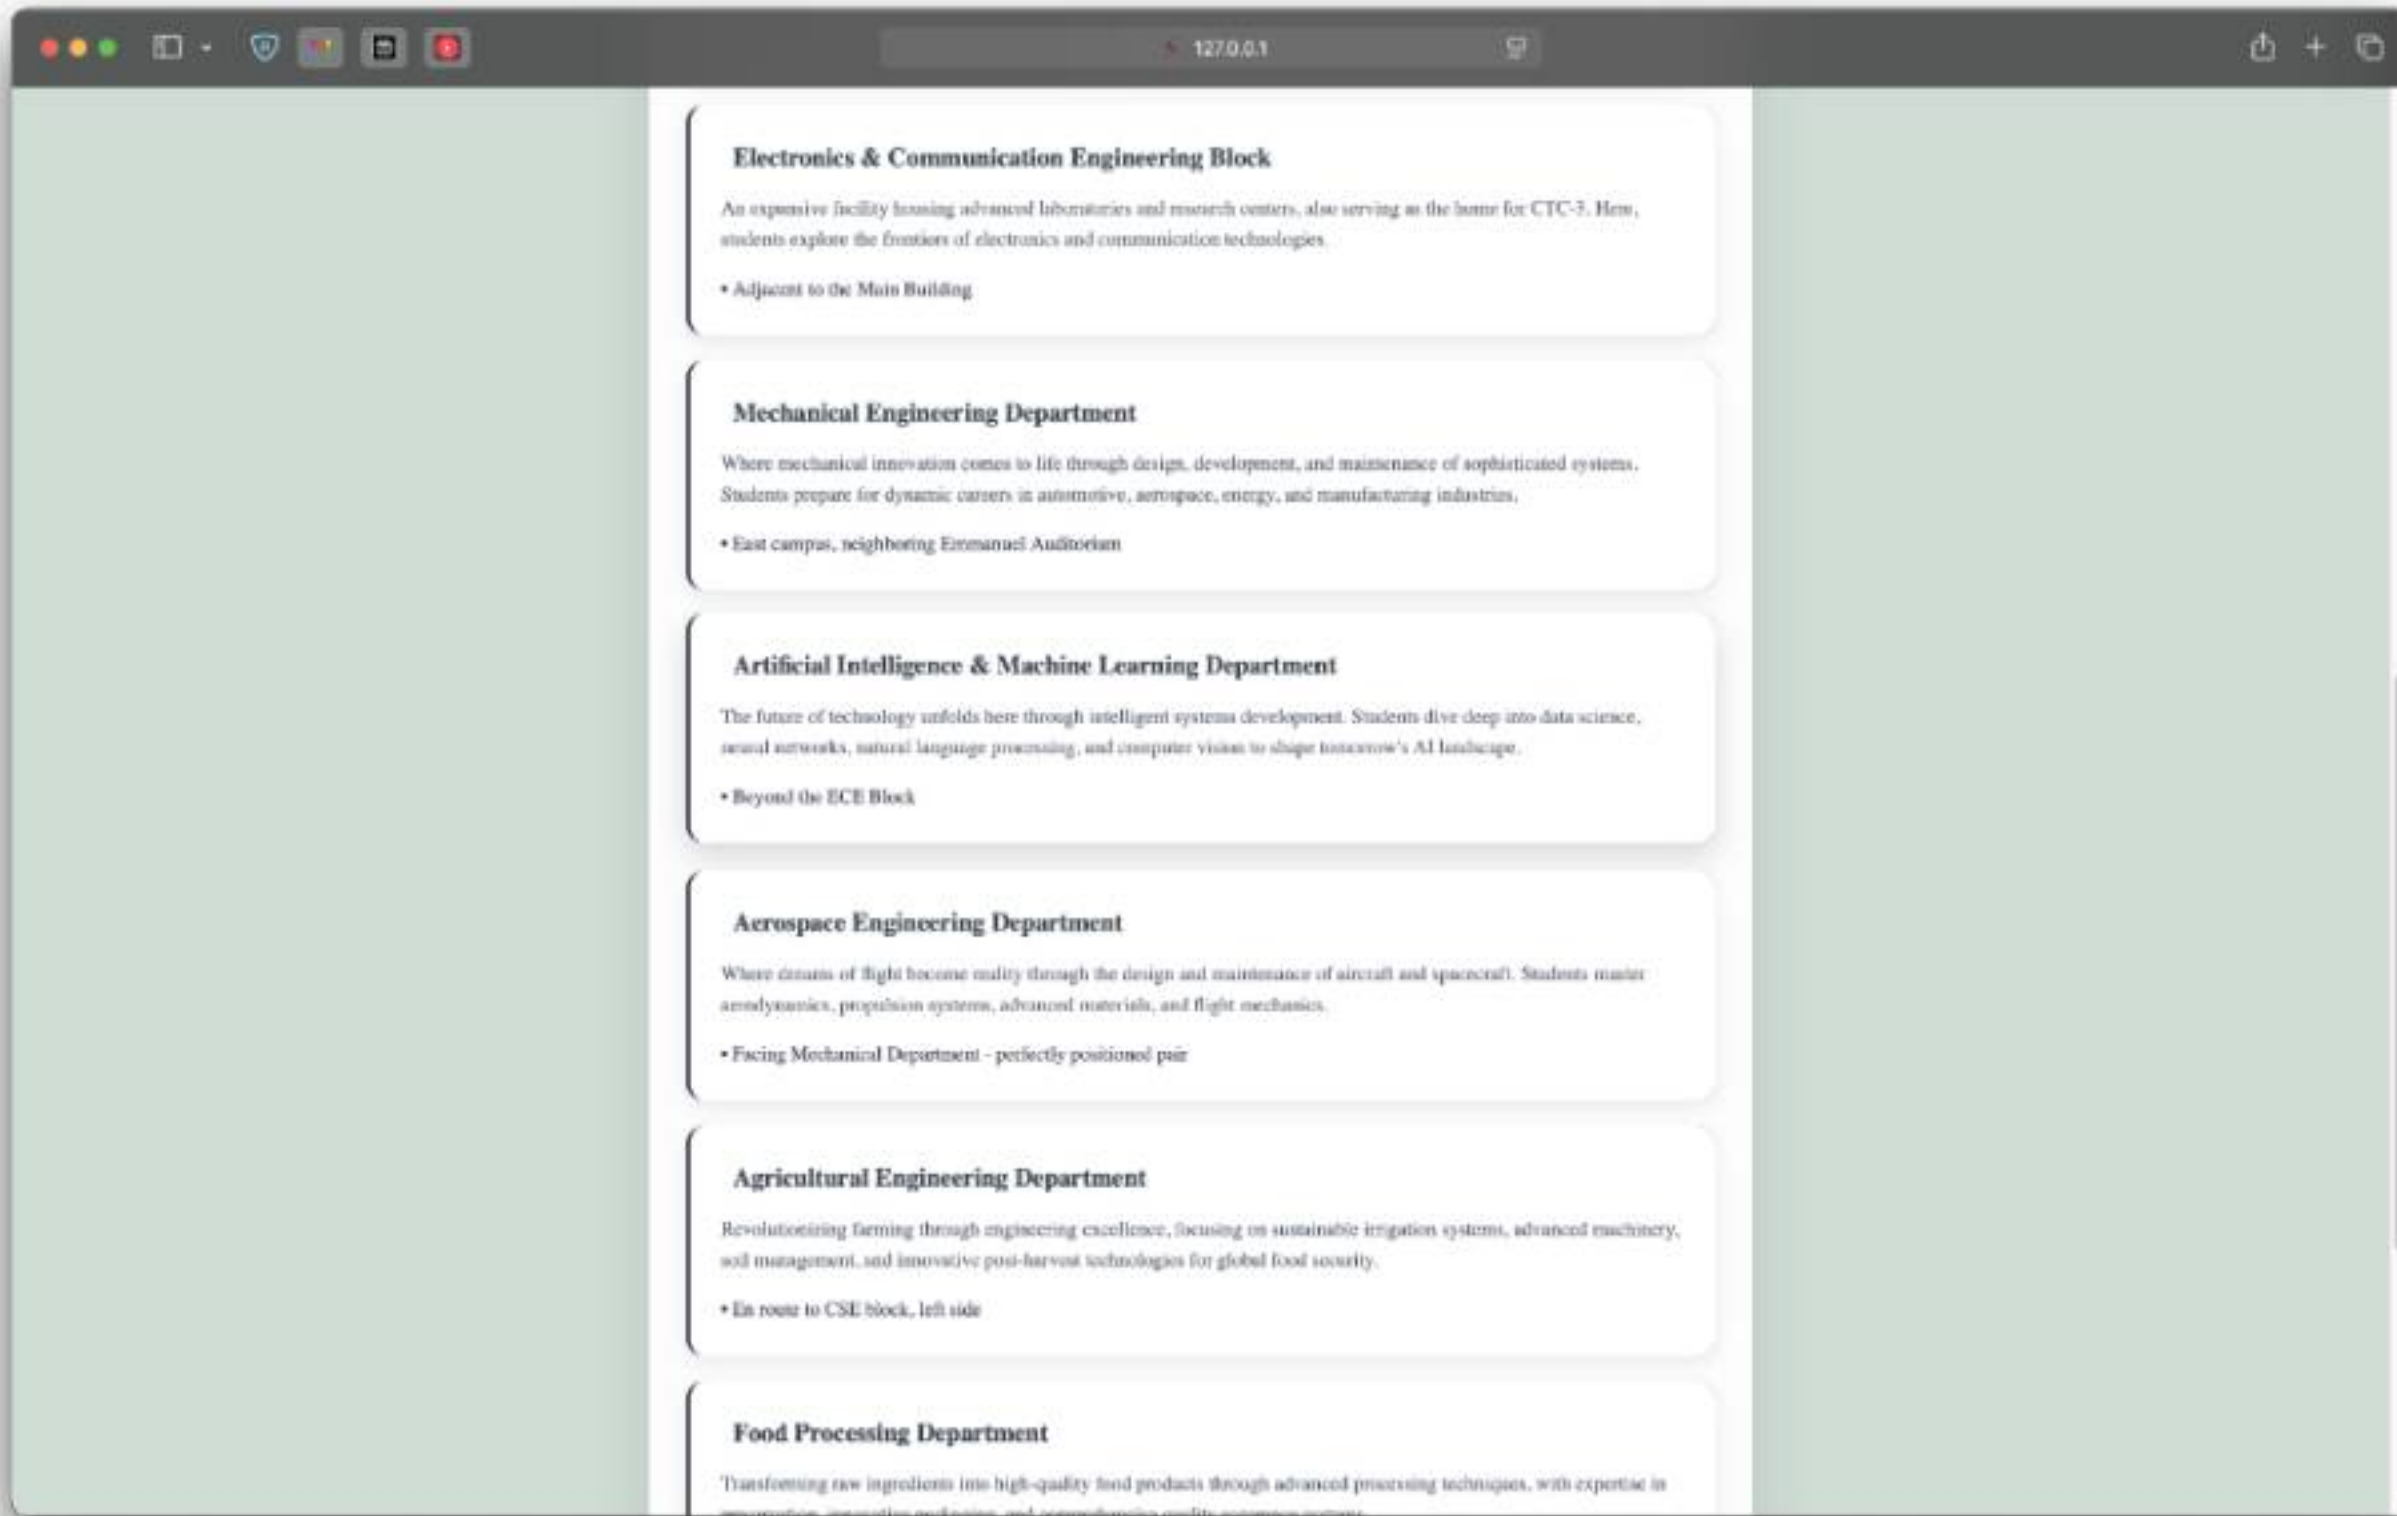 127.0.0.1
Electronics & Communication Engineering Block
An expansive facility housing advanced laboratories and research centers, also serving as the home for CTC-3. Here,
students explore the frontiers of electronics and communication technologies.
• Adjacent to the Main Building
Mechanical Engineering Department
Where mechanical innovation comes to life through design, development, and maintenance of sophisticated systems.
Students prepare for dynamic careers in automotive, aerospace, energy, and manufacturing industries.
• East campus, neighboring Emmanuel Auditorium
Artificial Intelligence & Machine Learning Department
The future of technology unfolds here through intelligent systems development. Students dive deep into data science,
neural networks, natural language processing, and computer vision to shape tomorrow's AI landscape.
• Beyond the ECE Block
Aerospace Engineering Department
Where dreams of flight become reality through the design and maintenance of aircraft and spacecraft. Students master
aerodynamics, propulsion systems, advanced materials, and flight mechanics.
• Facing Mechanical Department - perfectly positioned pair
Agricultural Engineering Department
Revolutionizing farming through engineering excellence, focusing on sustainable irrigation systems, advanced machinery,
soil management, and innovative post-harvest technologies for global food security.
• En route to CSE block, left side
Food Processing Department
Transforming raw ingredients into high-quality food products through advanced processing techniques, with expertise in